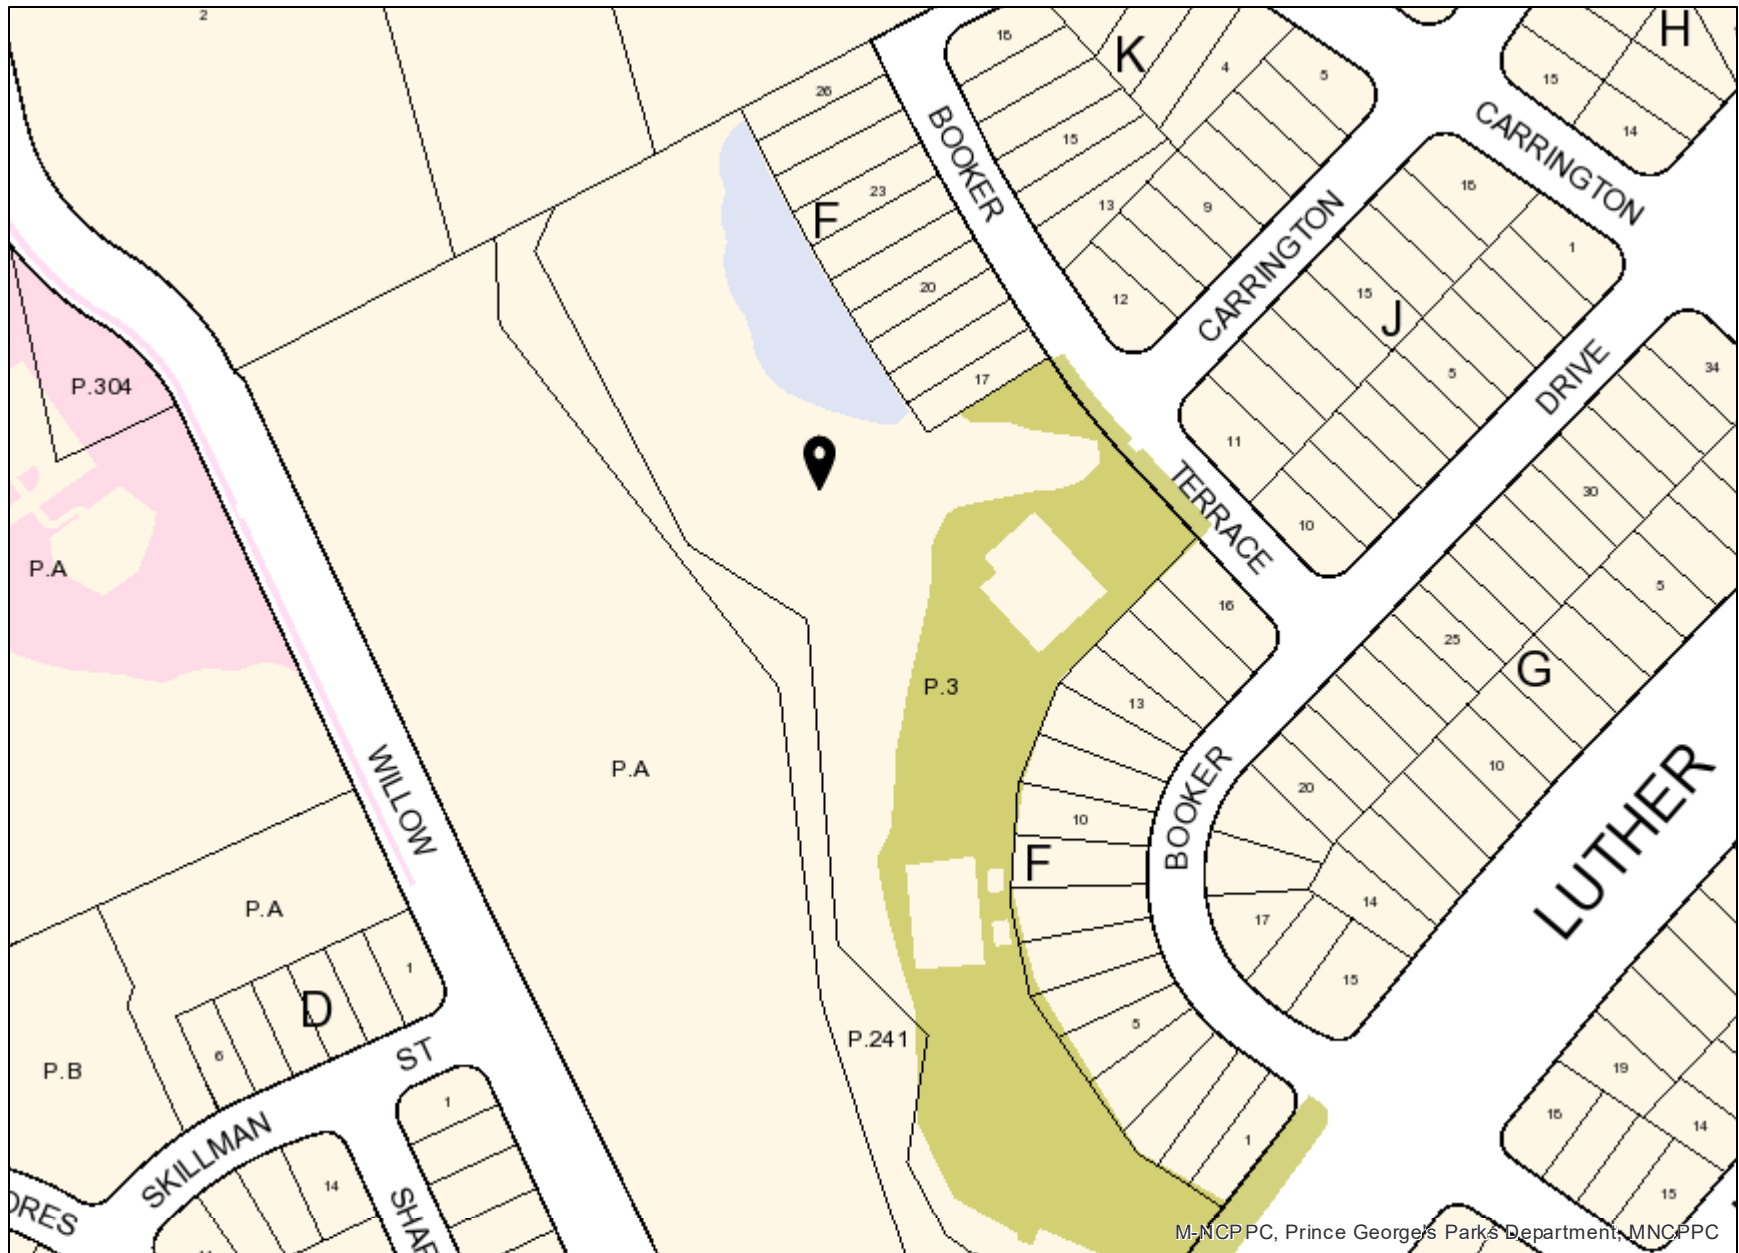 2
16
K
4
5
H
15
14
26
BOOKER
15
CARRINGTON
23
F
13
9
16
1
20
12
CARRINGTON
15
J
P.304
17
5
DRIVE
34
11
TERRACE
10
30
P.A
16
5
25
G
P.3
13
WILLOW
P.A
10
20
10
BOOKER
F
LUTHER
P.A
17
14
1
15
D
P.241
5
6
ST
P.B
19
1
16
14
SKILLMAN
1
14
15
ORES
SHAR
M-NCPPC, Prince George's Parks Department, MNCPPC